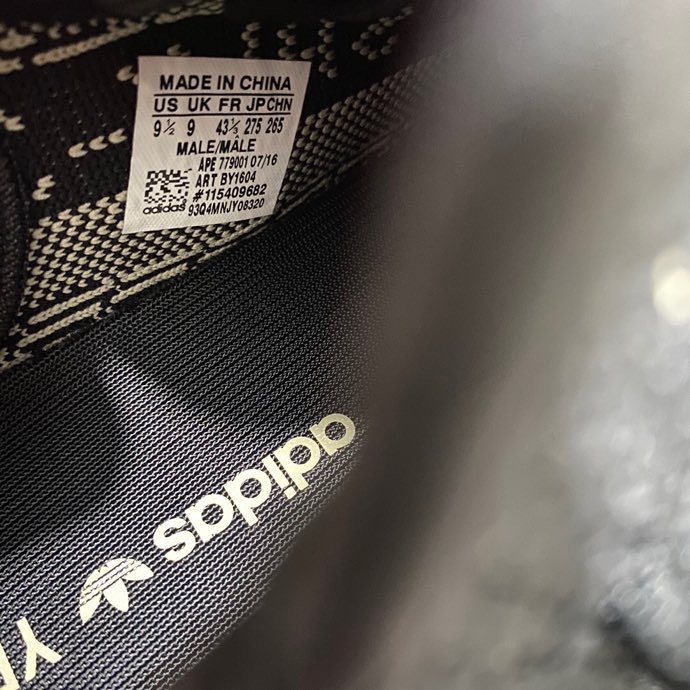 MADE IN CHINA
US UK FR JP CHN
9½ 9 43⅓ 275 265
MALE/MÂLE
APE 779001 07/16
ART BY1604
#115409682
adidas 93Q4MNJY08320
adidas